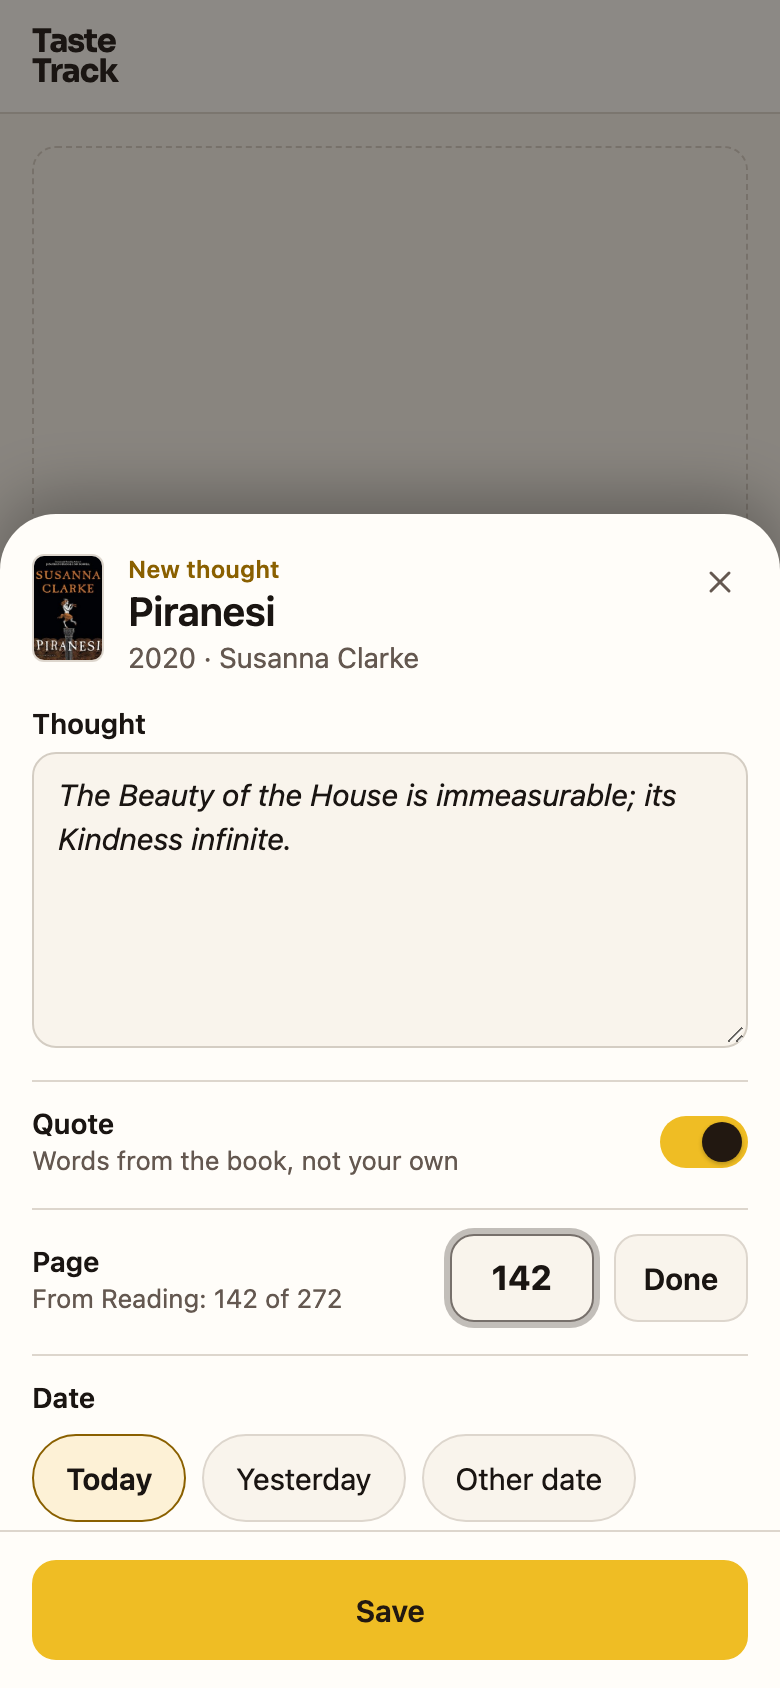 Taste
Track
SUSANNA
CLARKE
PIRANESI
New thought
Piranesi
2020 · Susanna Clarke
Thought
The Beauty of the House is immeasurable; its
Kindness infinite.
Quote
Words from the book, not your own
Page
From Reading: 142 of 272
142
Done
Date
Today
Yesterday
Other date
Save